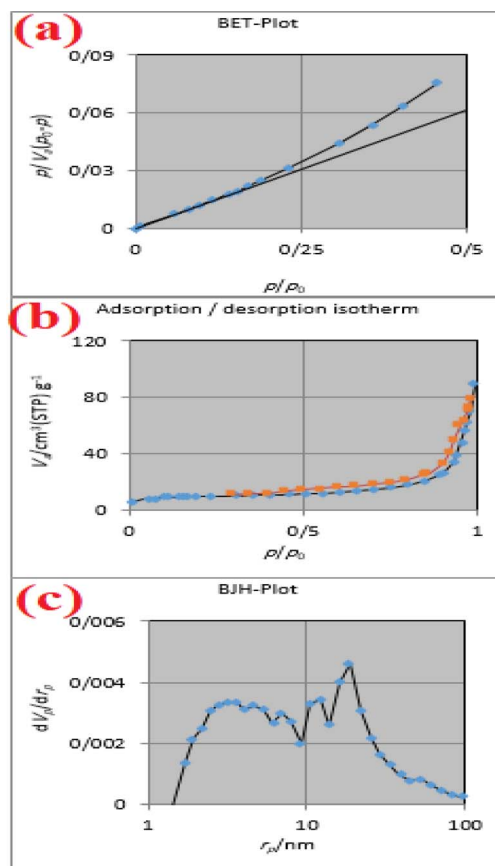 (a)
BET-Plot
p/Vₐ(p₀-p)
0/09
0/06
0/03
0
0 0/25 0/5
p/p₀
(b)
Adsorption / desorption isotherm
Vₐ/cm³(STP) g⁻¹
120
80
40
0
0 0/5 1
p/p₀
(c)
BJH-Plot
dVₚ/drₚ
0/006
0/004
0/002
0
1 10 100
rₚ/nm